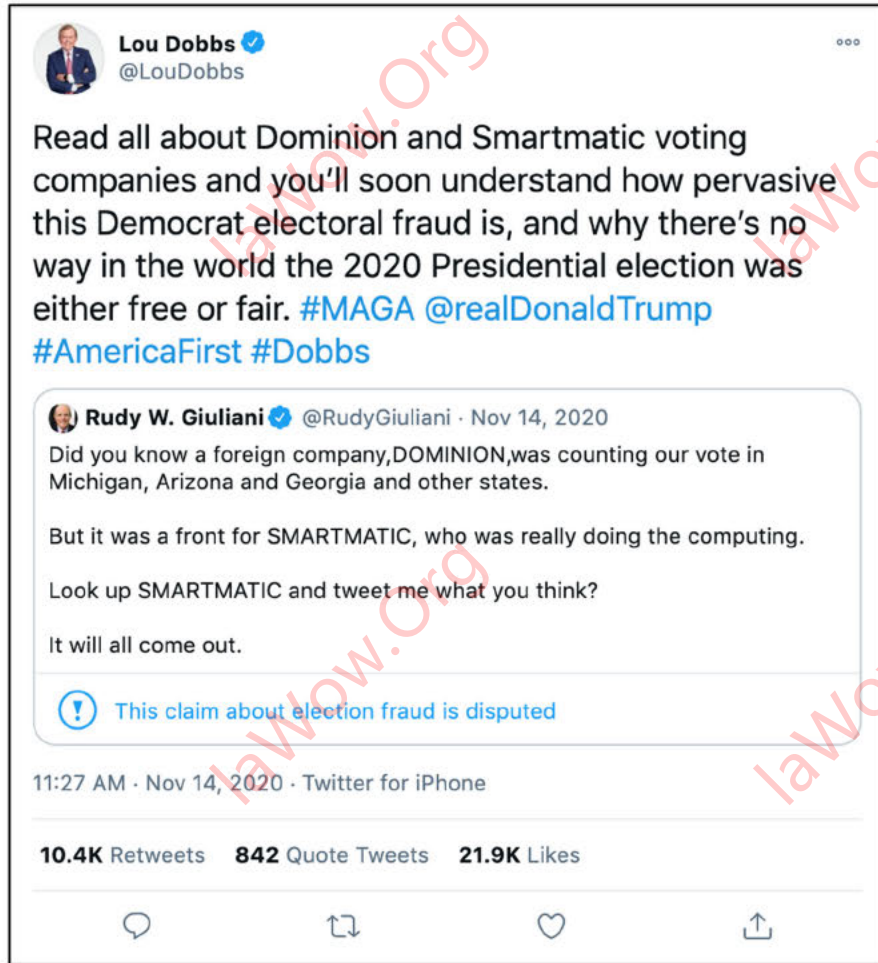 Lou Dobbs
@LouDobbs
Read all about Dominion and Smartmatic voting
companies and you'll soon understand how pervasive
this Democrat electoral fraud is, and why there's no
way in the world the 2020 Presidential election was
either free or fair. #MAGA @realDonaldTrump
#AmericaFirst #Dobbs
Rudy W. Giuliani @RudyGiuliani · Nov 14, 2020
Did you know a foreign company,DOMINION,was counting our vote in
Michigan, Arizona and Georgia and other states.
But it was a front for SMARTMATIC, who was really doing the computing.
Look up SMARTMATIC and tweet me what you think?
It will all come out.
This claim about election fraud is disputed
11:27 AM · Nov 14, 2020 · Twitter for iPhone
10.4K Retweets 842 Quote Tweets 21.9K Likes
laWow.Org
laWo
laWow.Org
laWo